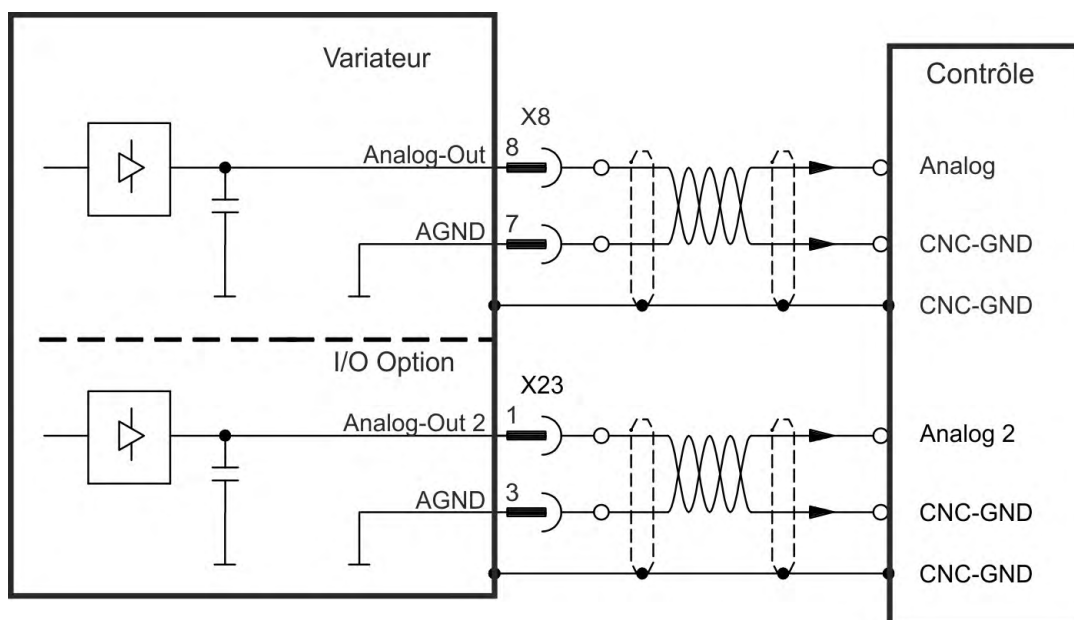 Variateur
Contrôle
X8
Analog-Out
8
Analog
AGND
7
CNC-GND
CNC-GND
I/O Option
X23
Analog-Out 2
1
Analog 2
AGND
3
CNC-GND
CNC-GND